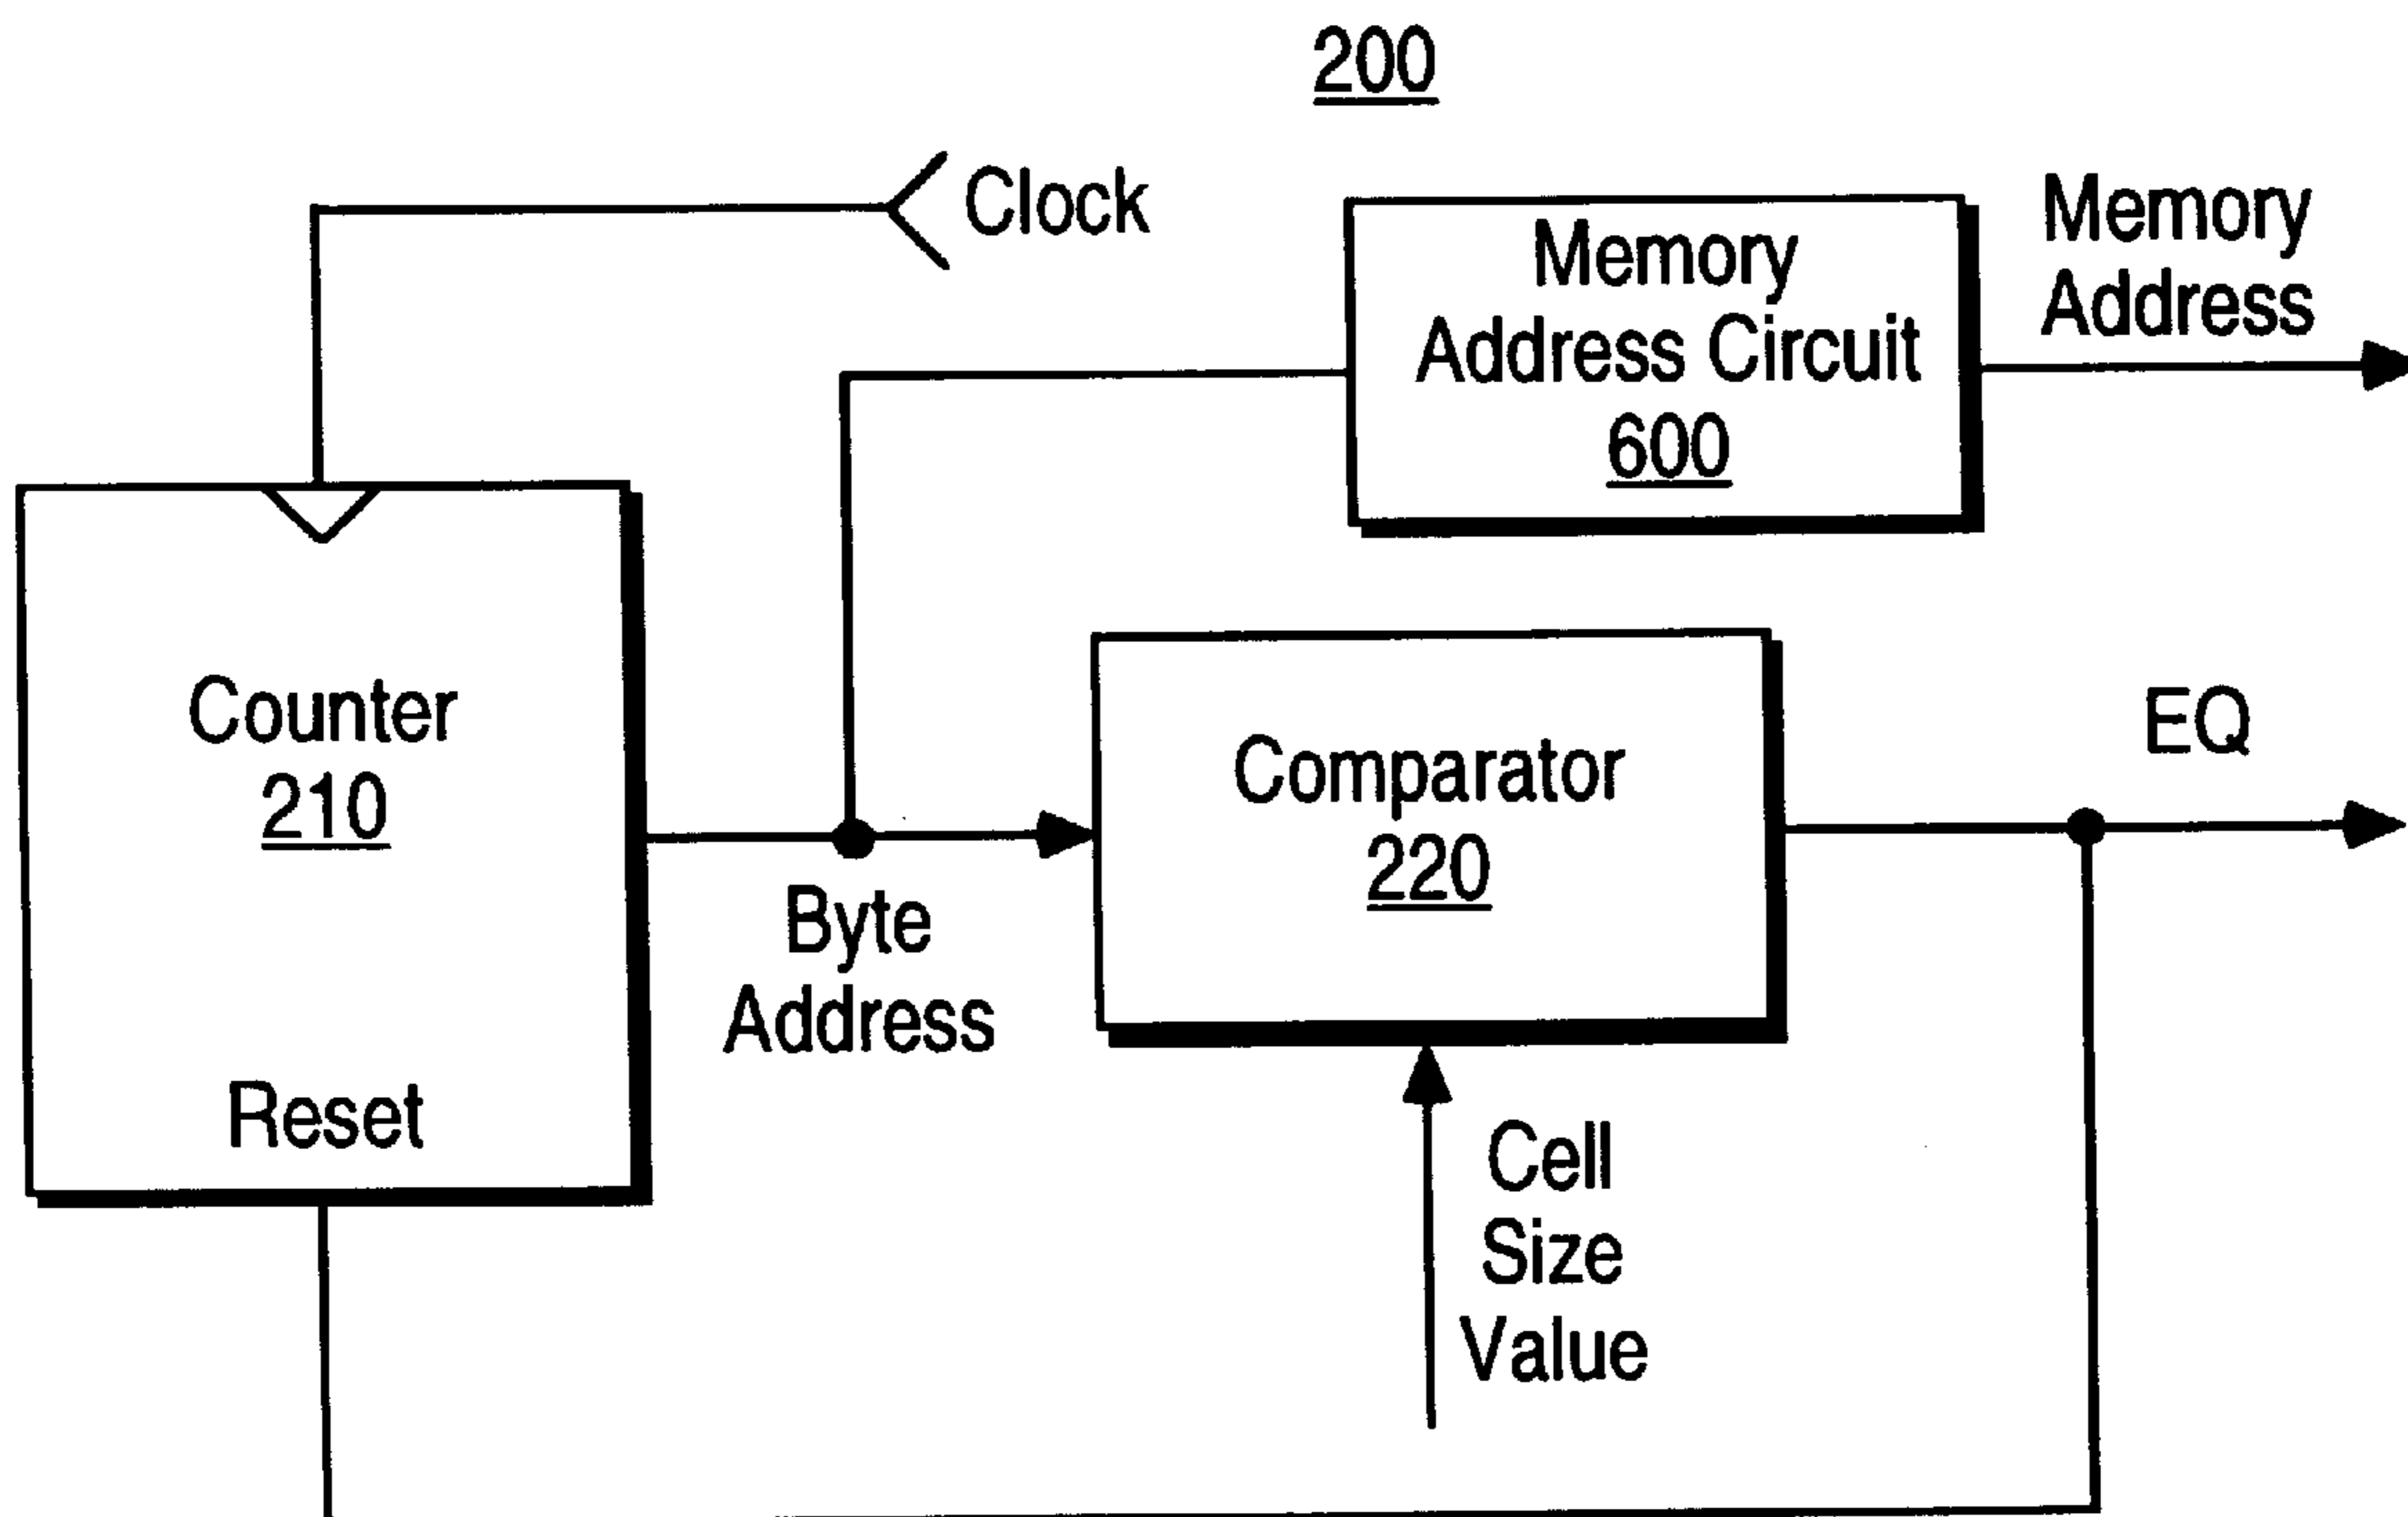 200
Clock
Memory
Address Circuit
600
Memory
Address
Counter
210
Reset
Byte
Address
Comparator
220
EQ
Cell
Size
Value